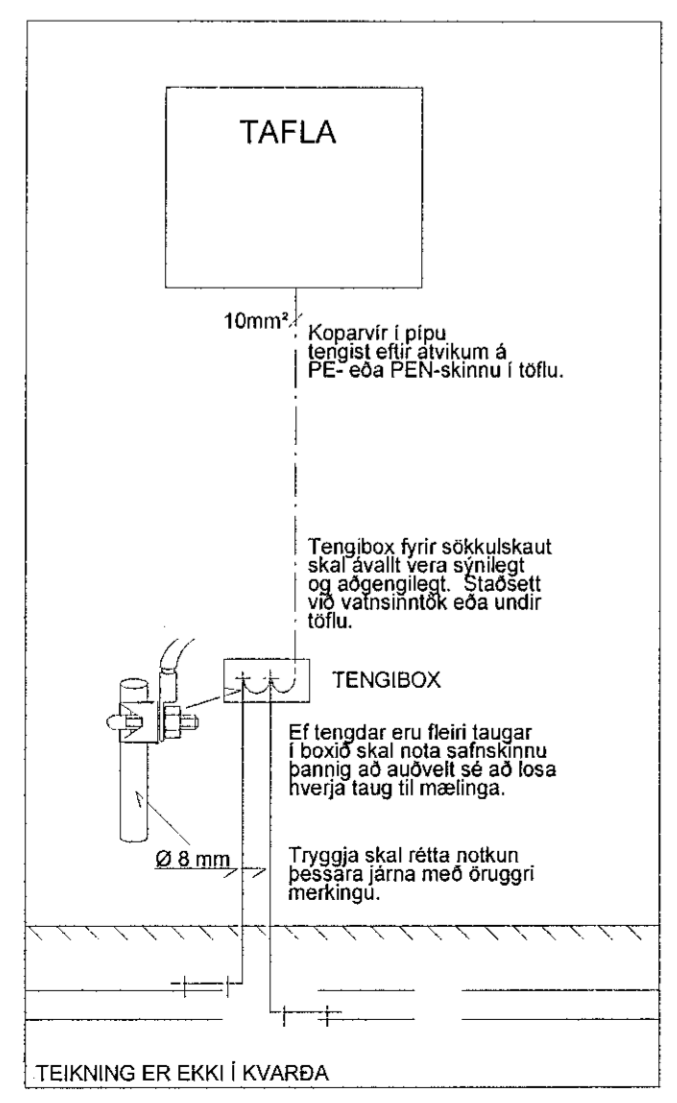 TAFLA
10mm²
Koparvír í pípu
tengist eftir atvikum á
PE- eða PEN-skinnu í töflu.
Tengibox fyrir sökkulskaut
skal ávallt vera sýnilegt
og aðgengilegt. Staðsett
við vatnsinntök eða undir
töflu.
TENGIBOX
Ef tengdar eru fleiri taugar
í boxið skal nota safnskinnu
þannig að auðvelt sé að losa
hverja taug til mælinga.
Ø 8 mm
Tryggja skal rétta notkun
þessara járna með öruggri
merkingu.
TEIKNING ER EKKI Í KVARÐA